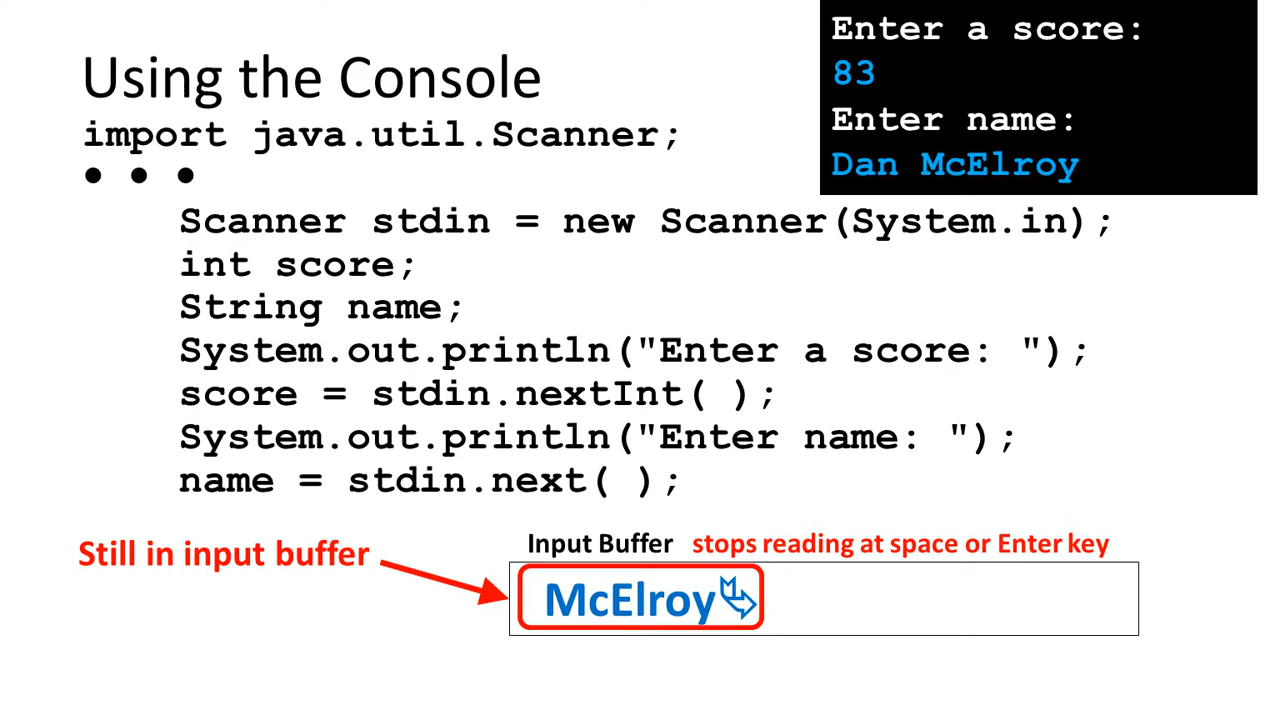 Using the Console
import java.util.Scanner;
• • •
Scanner stdin = new Scanner(System.in);
int score;
String name;
System.out.println("Enter a score: ");
score = stdin.nextInt( );
System.out.println("Enter name: ");
name = stdin.next( );
Enter a score:
83
Enter name:
Dan McElroy
Still in input buffer
Input Buffer stops reading at space or Enter key
McElroy